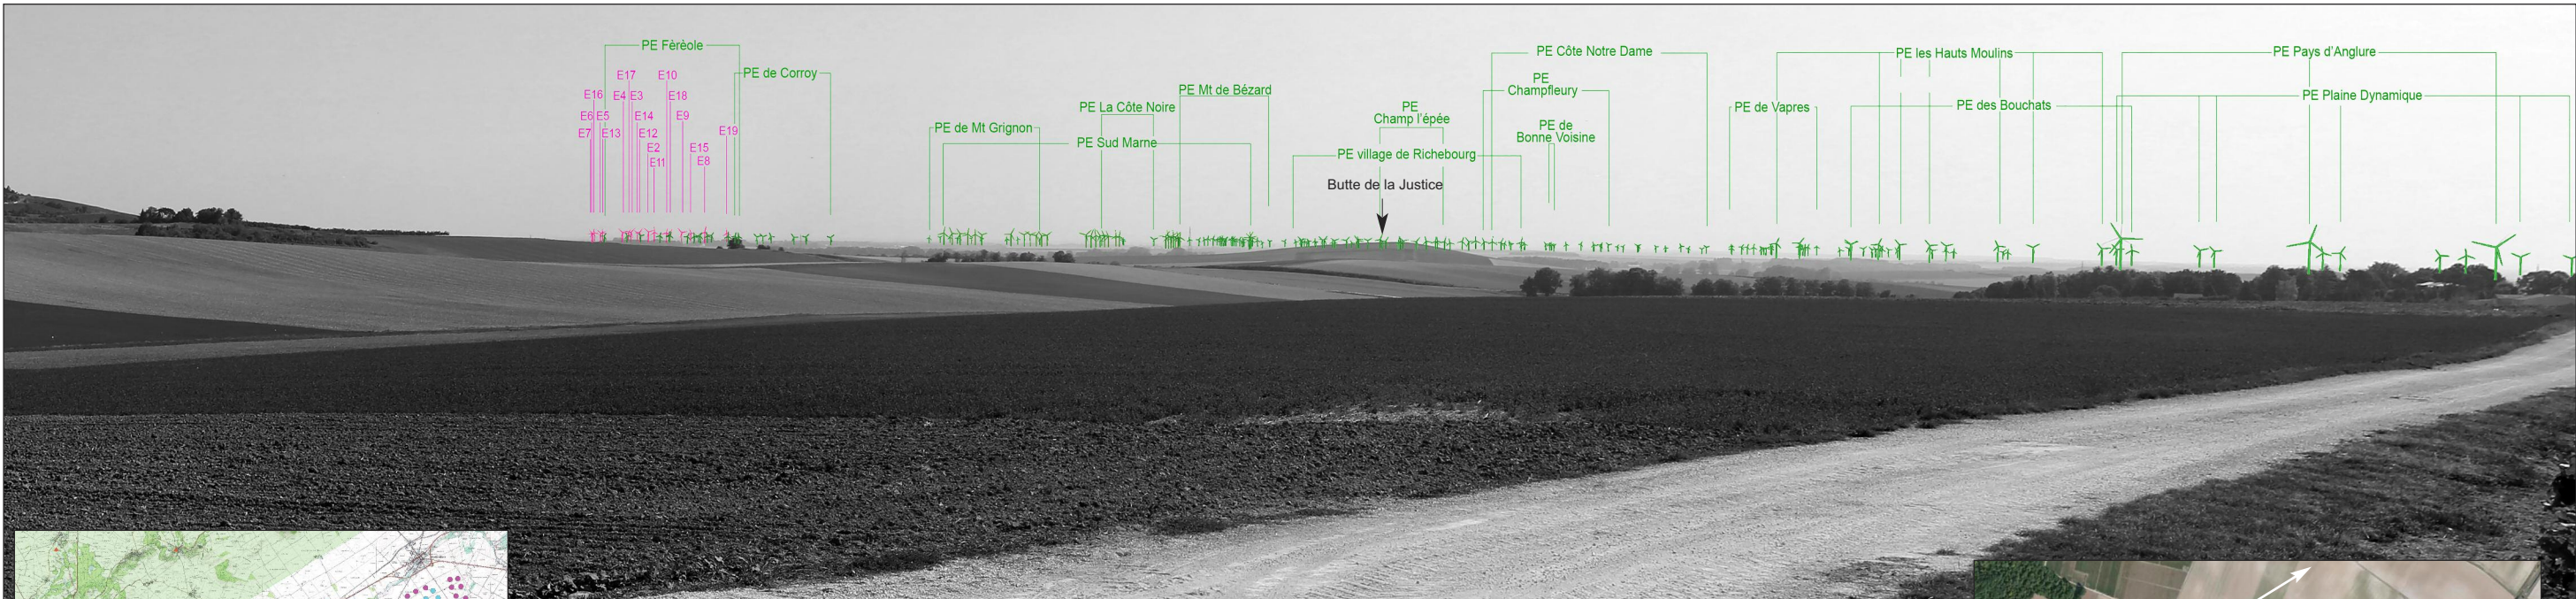 PE Fèrèole
E17
E10
PE de Corroy
E16
E4
E3
E18
E6
E5
E14
E9
E7
E13
E12
E19
E2
E15
E11
E8
PE de Mt Grignon
PE Sud Marne
PE La Côte Noire
PE Mt de Bézard
PE
Champ l'épée
PE village de Richebourg
Butte de la Justice
PE Côte Notre Dame
PE
Champfleury
PE de
Bonne Voisine
PE de Vapres
PE les Hauts Moulins
PE des Bouchats
PE Pays d'Anglure
PE Plaine Dynamique